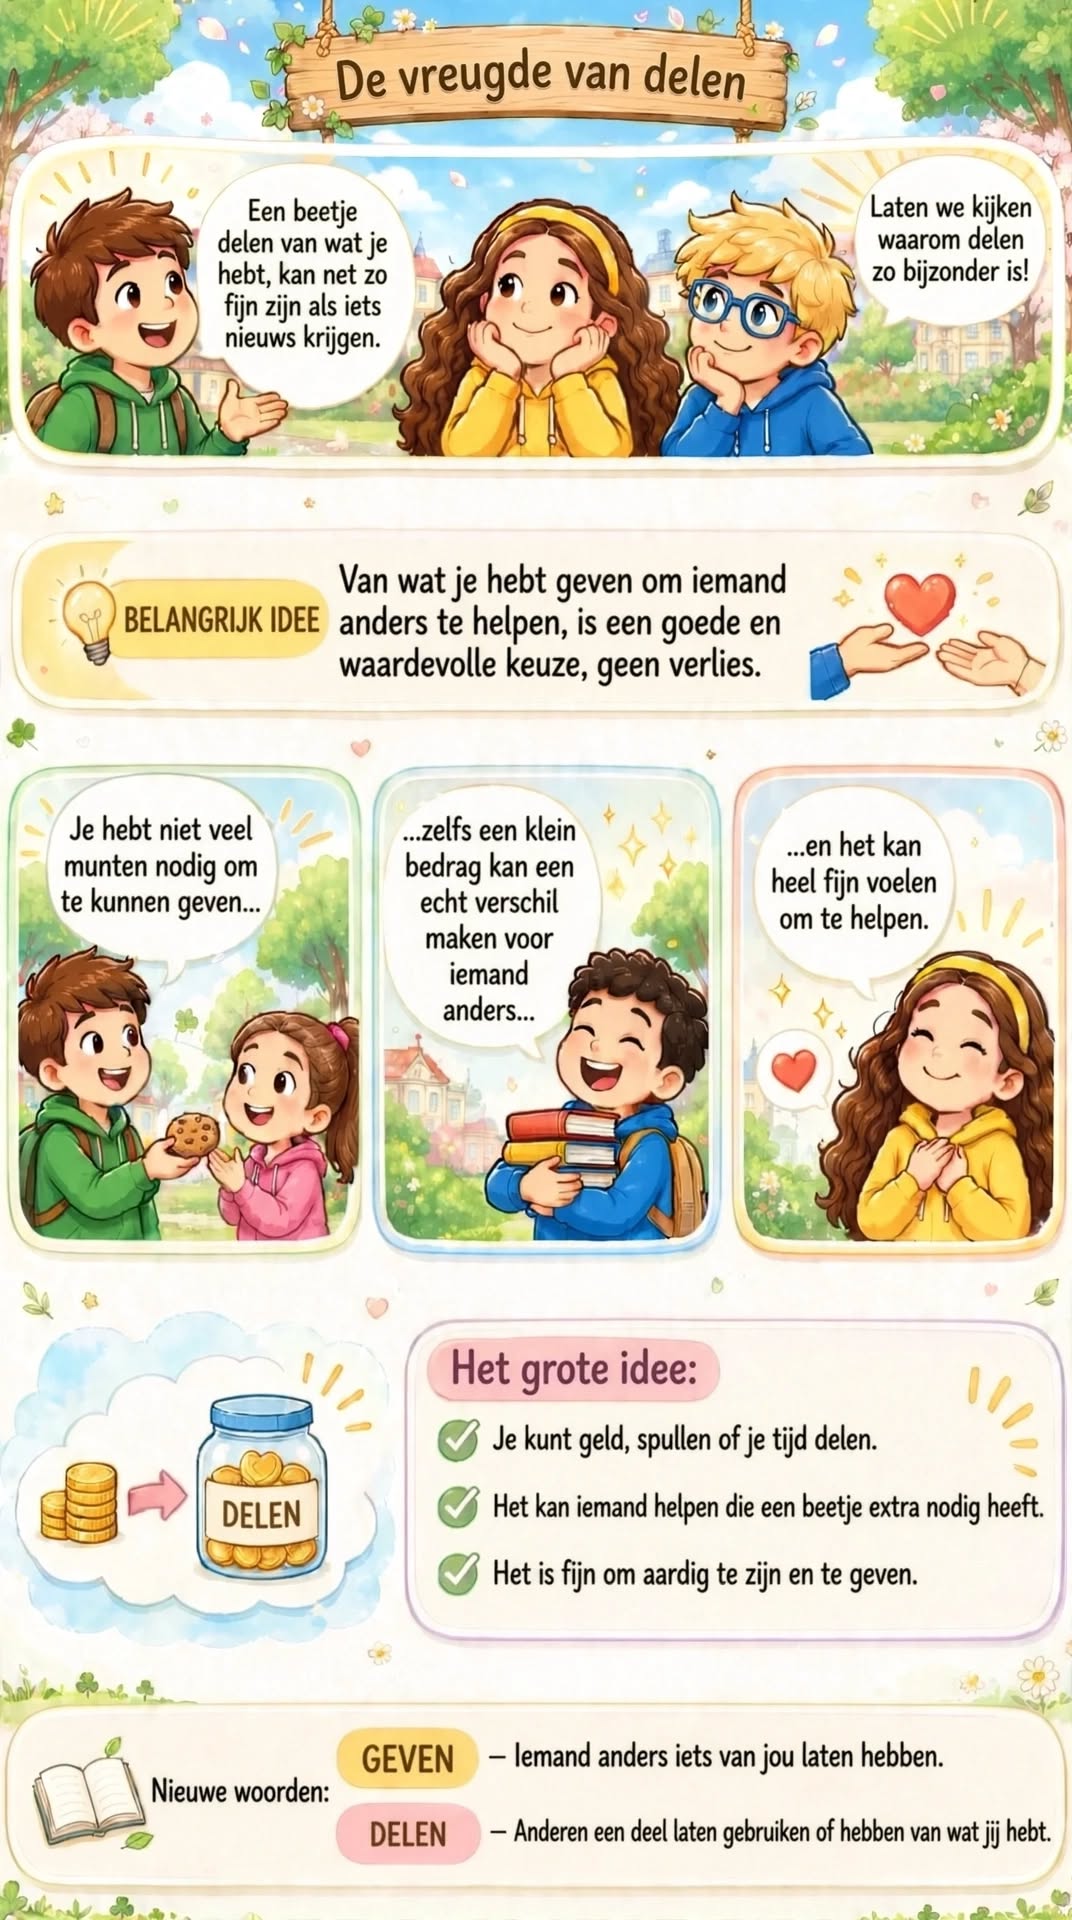 De vreugde van delen
Een beetje
delen van wat je
hebt, kan net zo
fijn zijn als iets
nieuws krijgen.
Laten we kijken
waarom delen
zo bijzonder is!
BELANGRIJK IDEE
Van wat je hebt geven om iemand
anders te helpen, is een goede en
waardevolle keuze, geen verlies.
Je hebt niet veel
munten nodig om
te kunnen geven...
...zelfs een klein
bedrag kan een
echt verschil
maken voor
iemand
anders...
...en het kan
heel fijn voelen
om te helpen.
DELEN
Het grote idee:
Je kunt geld, spullen of je tijd delen.
Het kan iemand helpen die een beetje extra nodig heeft.
Het is fijn om aardig te zijn en te geven.
Nieuwe woorden:
GEVEN – Iemand anders iets van jou laten hebben.
DELEN – Anderen een deel laten gebruiken of hebben van wat jij hebt.